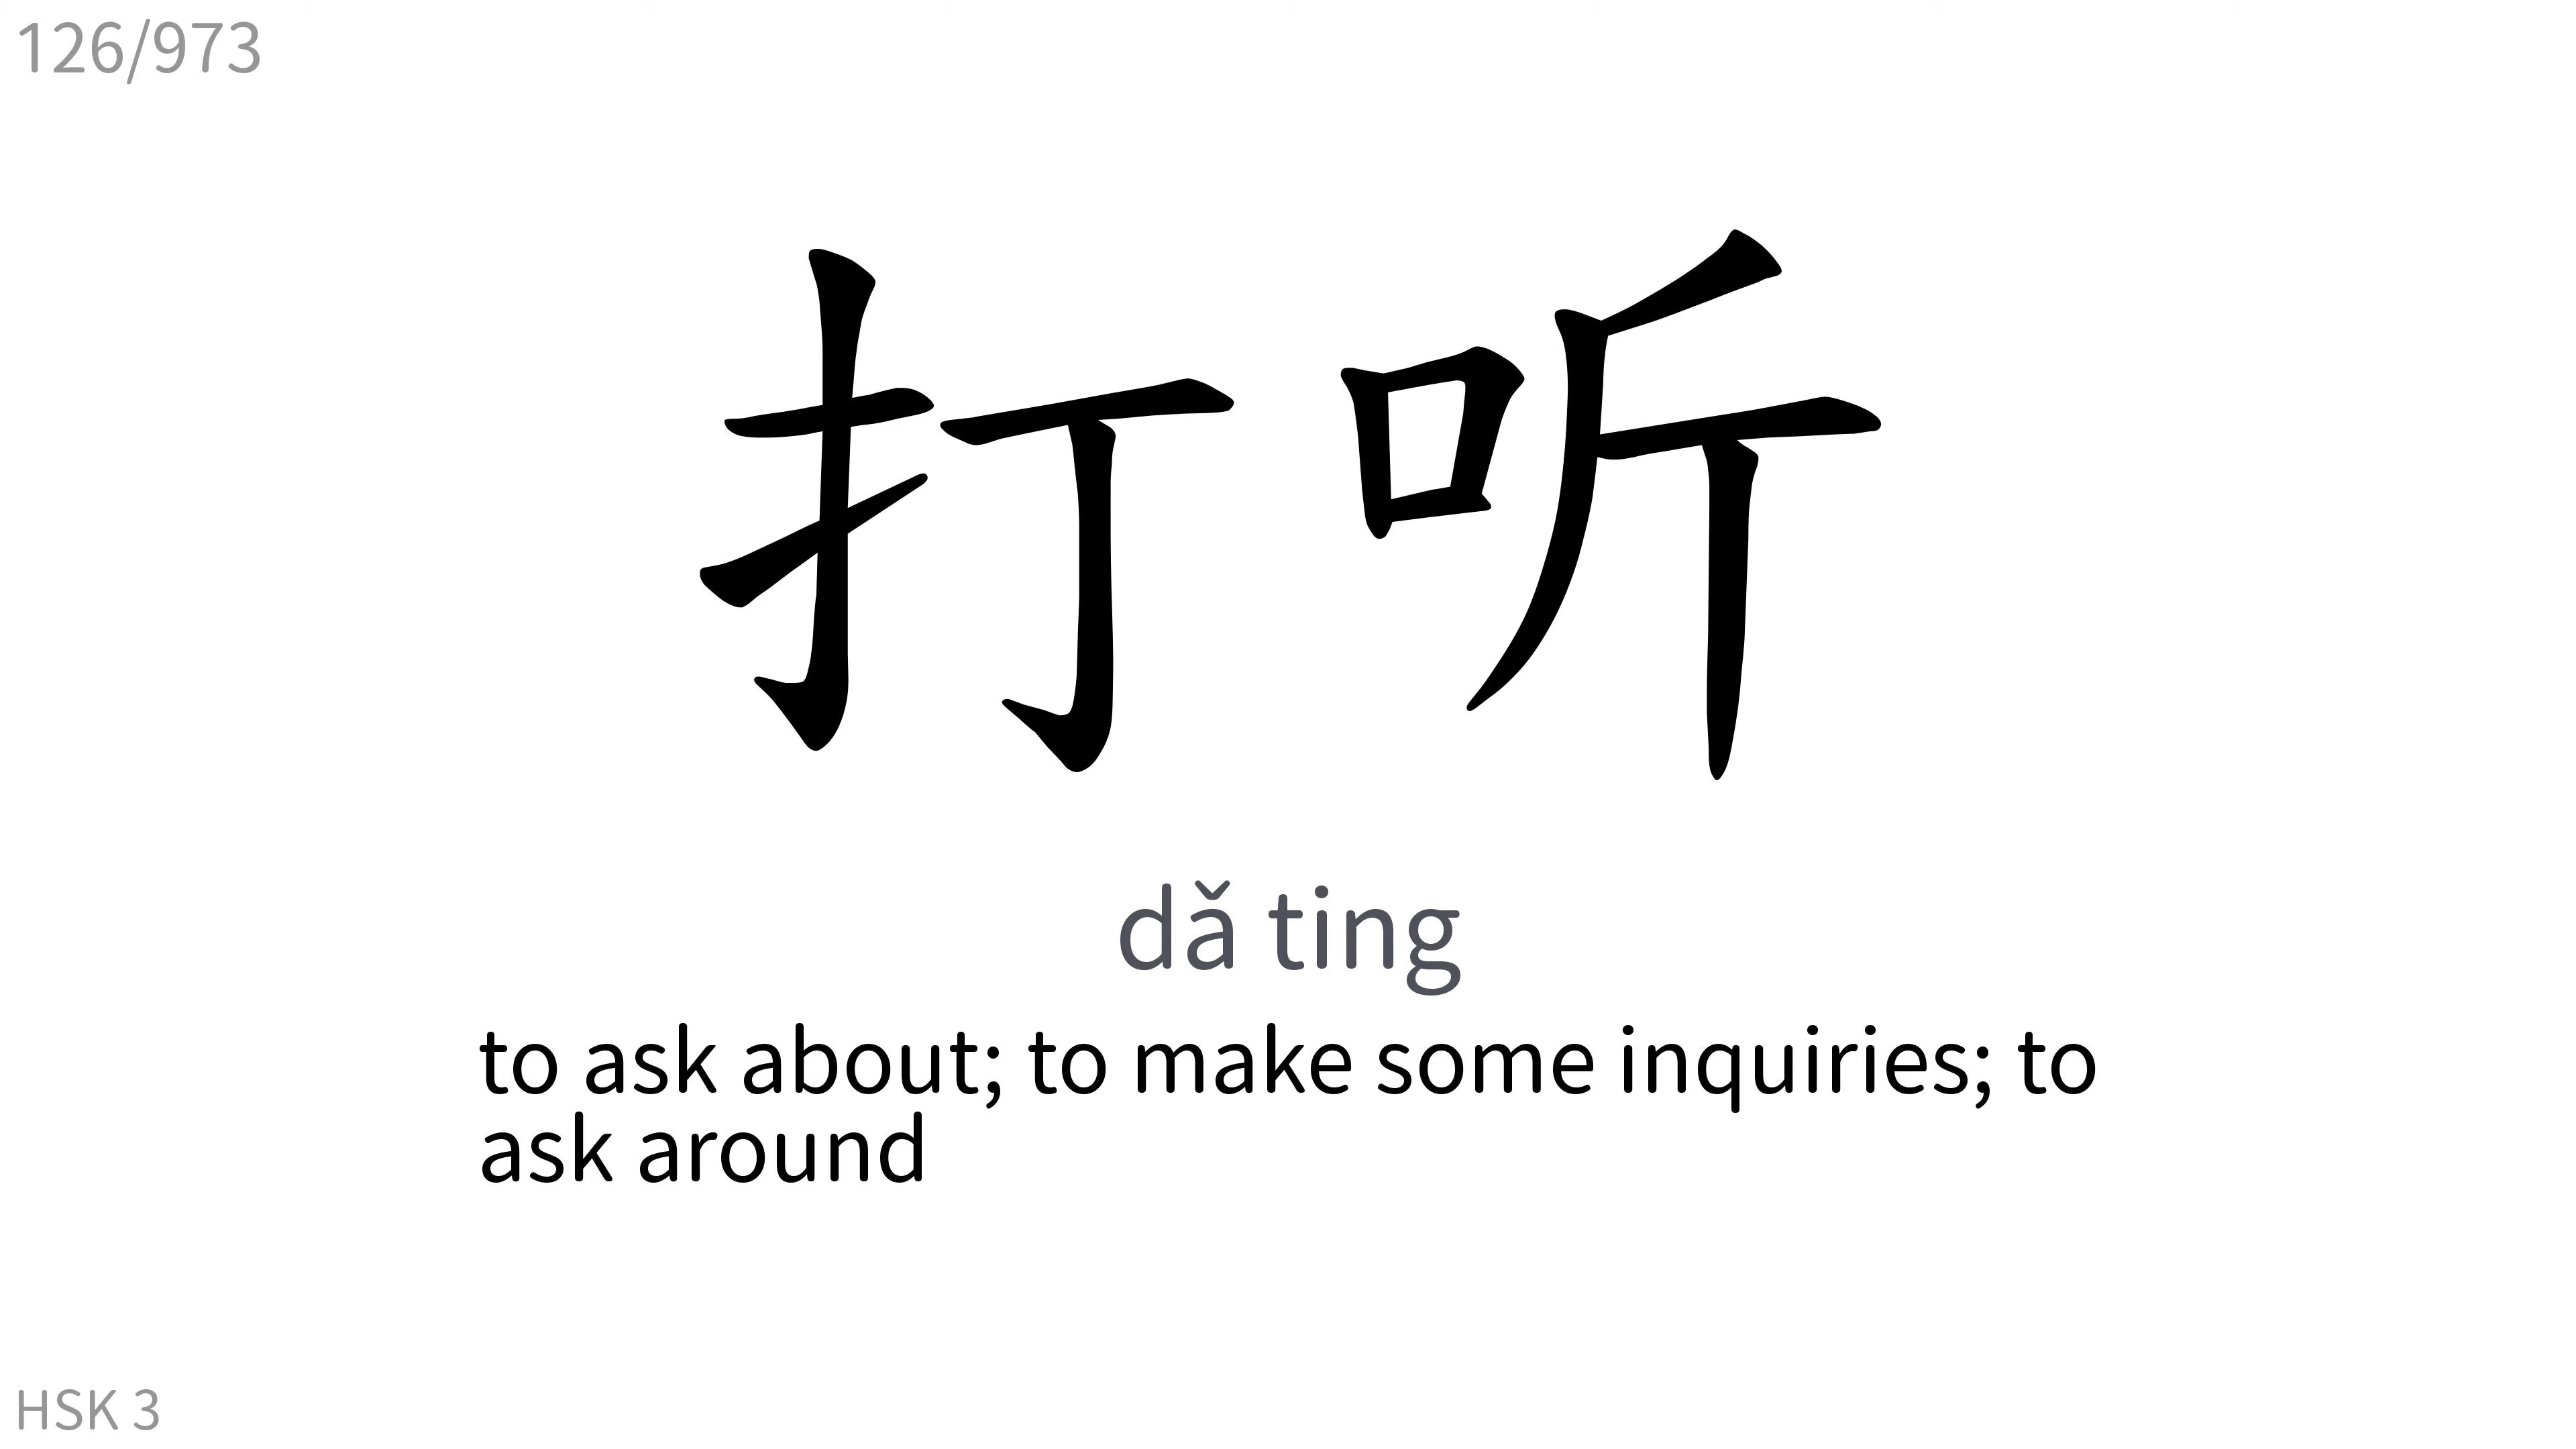 126/973
打听
dǎ ting
to ask about; to make some inquiries; to
ask around
HSK 3